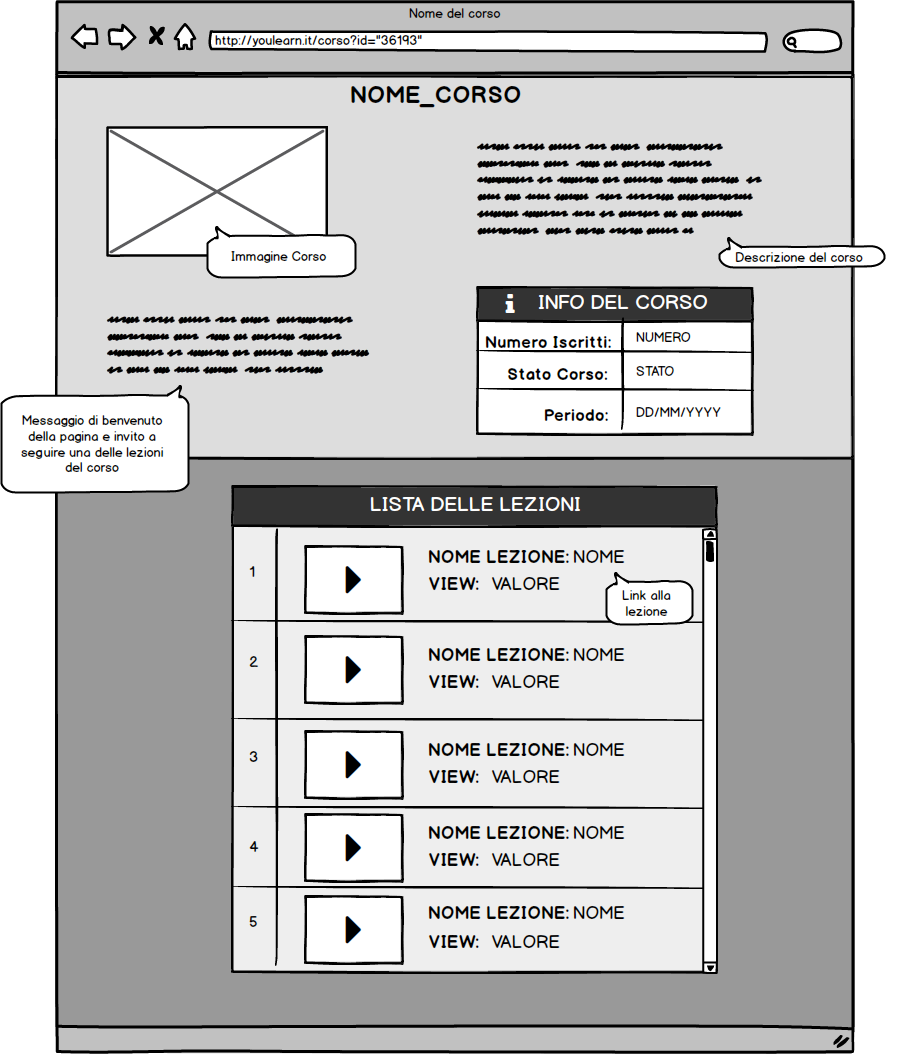 Nome del corso
http://youlearn.it/corso?id="36193"
NOME_CORSO
Immagine Corso
Descrizione del corso
i INFO DEL CORSO
Numero Iscritti: NUMERO
Stato Corso: STATO
Periodo: DD/MM/YYYY
Messaggio di benvenuto
della pagina e invito a
seguire una delle lezioni
del corso
LISTA DELLE LEZIONI
1
NOME LEZIONE: NOME
VIEW: VALORE
Link alla
lezione
2
NOME LEZIONE: NOME
VIEW: VALORE
3
NOME LEZIONE: NOME
VIEW: VALORE
4
NOME LEZIONE: NOME
VIEW: VALORE
5
NOME LEZIONE: NOME
VIEW: VALORE